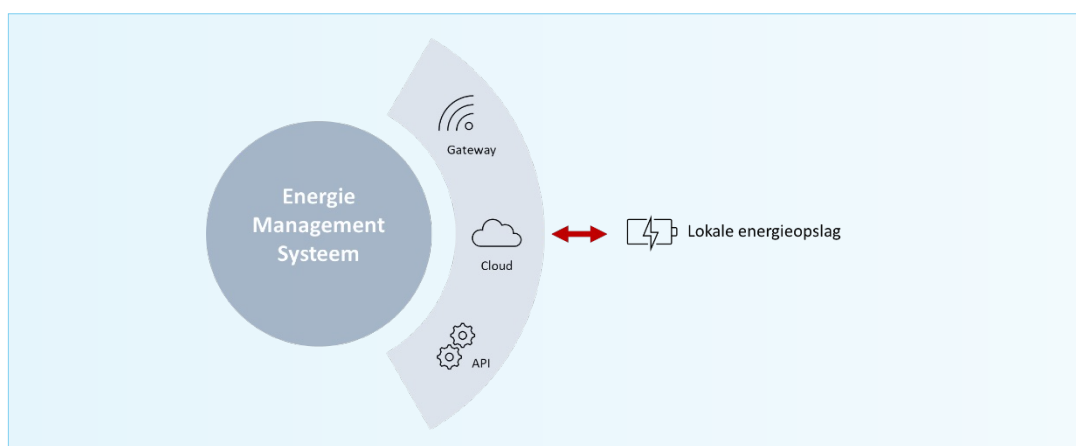 Energie
Management
Systeem
Gateway
Cloud
API
Lokale energieopslag